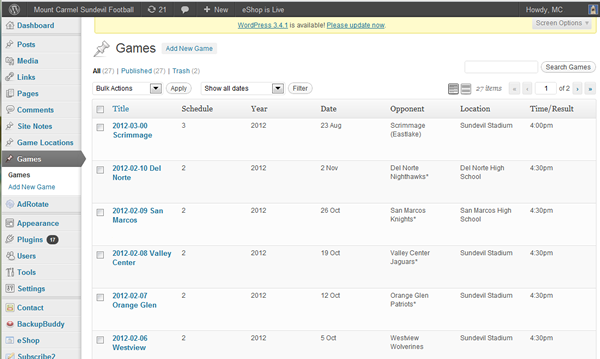 Mount Carmel Sundevil Football 21 + New eShop is Live Howdy, MC
Screen Options
WordPress 3.4.1 is available! Please update now.
Dashboard
Posts
Media
Links
Pages
Comments
Site Notes
Game Locations
Games
Games
Add New Game
AdRotate
Appearance
Plugins 17
Users
Tools
Settings
Contact
BackupBuddy
eShop
Subscribe2
Games Add New Game
All (27) | Published (27) | Trash (2)
Search Games
Bulk Actions Apply Show all dates Filter 27 items « ‹ 1 of 2 › »
Title Schedule Year Date Opponent Location Time/Result
2012-03-00 Scrimmage 3 2012 23 Aug Scrimmage (Eastlake) Sundevil Stadium 4:00pm
2012-02-10 Del Norte 2 2012 2 Nov Del Norte Nighthawks* Del Norte High School 4:30pm
2012-02-09 San Marcos 2 2012 26 Oct San Marcos Knights* San Marcos High School 4:30pm
2012-02-08 Valley Center 2 2012 19 Oct Valley Center Jaguars* Sundevil Stadium 4:30pm
2012-02-07 Orange Glen 2 2012 12 Oct Orange Glen Patriots* Sundevil Stadium 4:30pm
2012-02-06 Westview 2 2012 5 Oct Westview Wolverines Sundevil Stadium 4:30pm